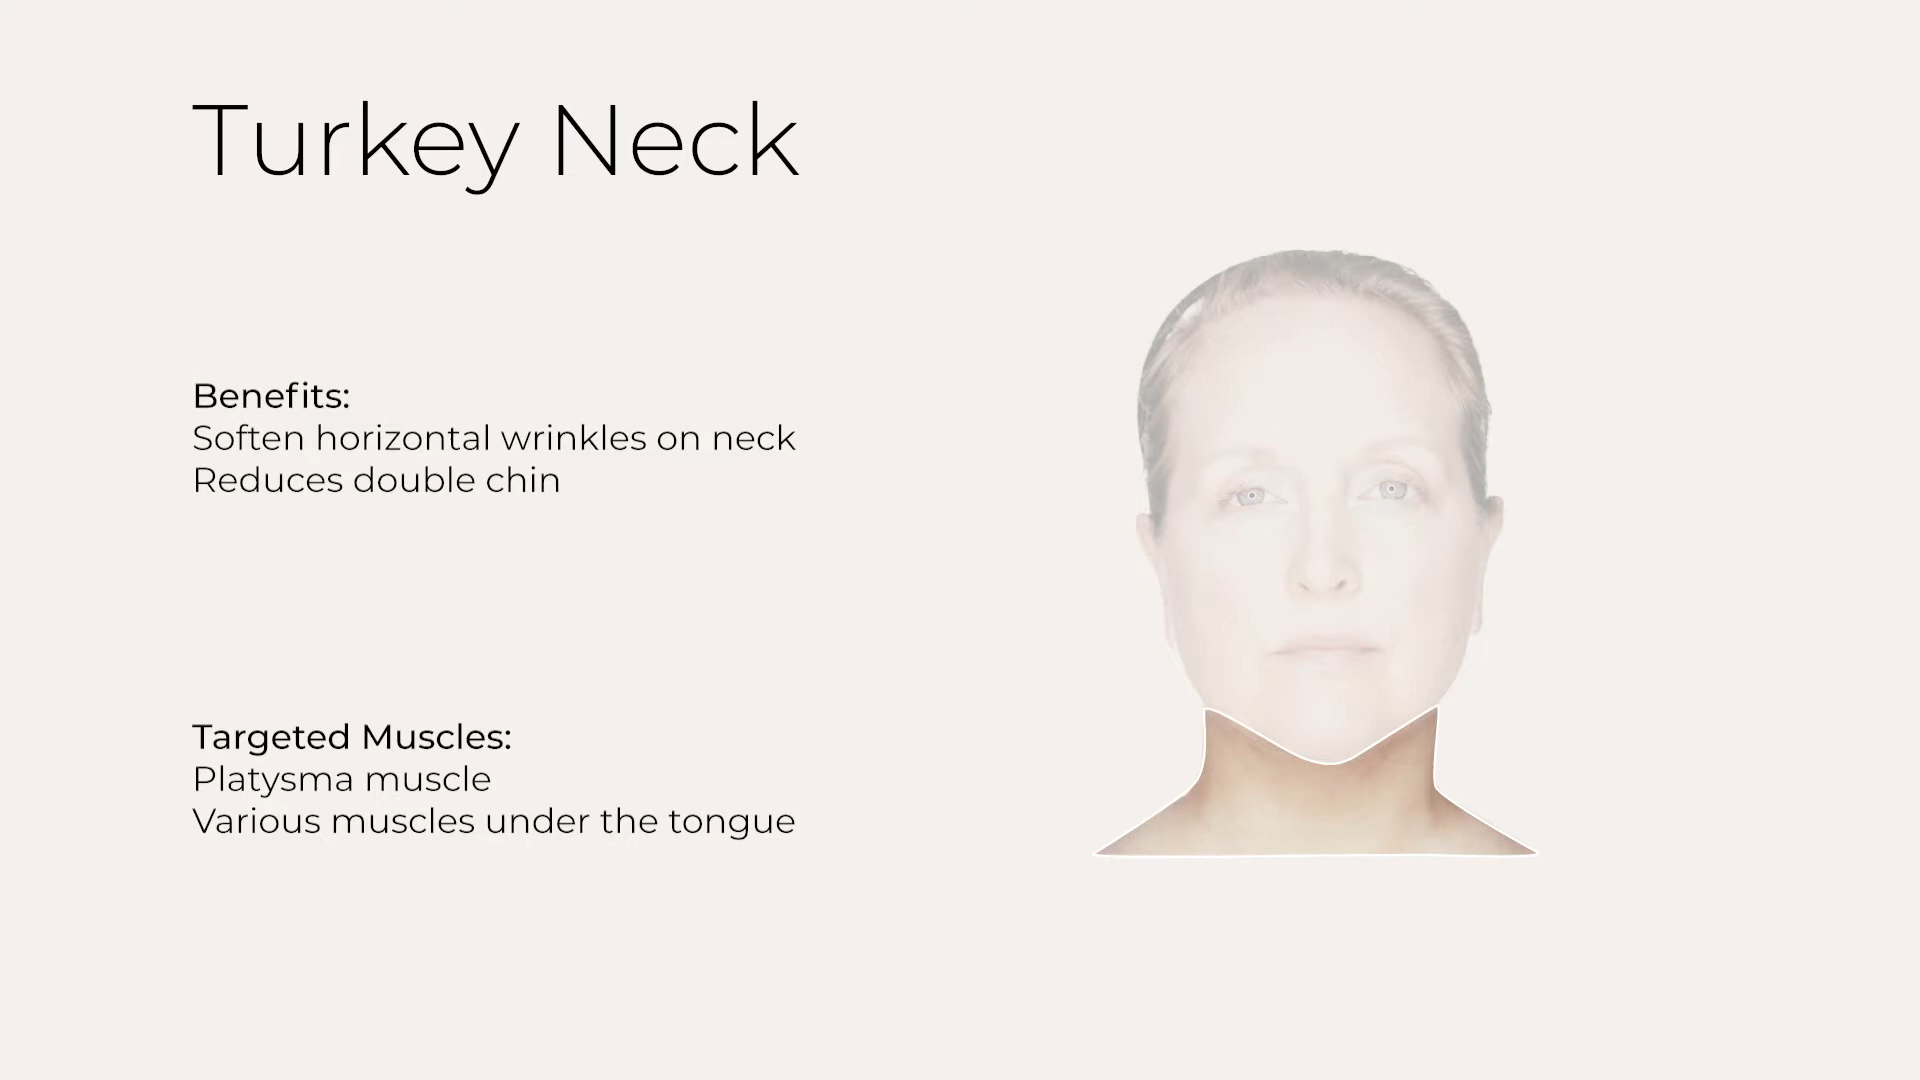 Turkey Neck
Benefits:
Soften horizontal wrinkles on neck
Reduces double chin
Targeted Muscles:
Platysma muscle
Various muscles under the tongue